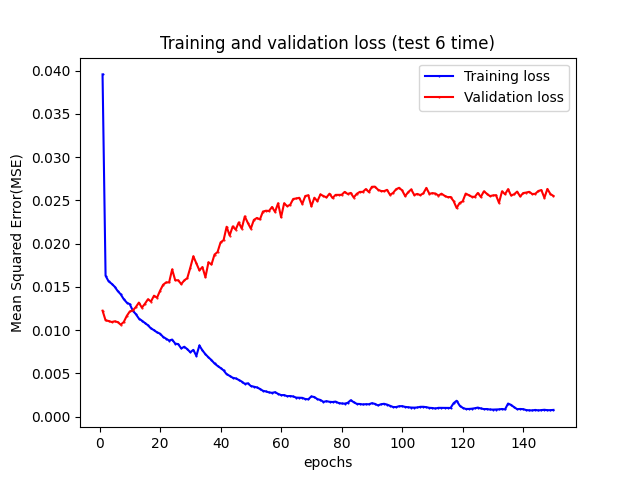 Training and validation loss (test 6 time)
Training loss
Validation loss
Mean Squared Error(MSE)
0.040
0.035
0.030
0.025
0.020
0.015
0.010
0.005
0.000
0 20 40 60 80 100 120 140
epochs